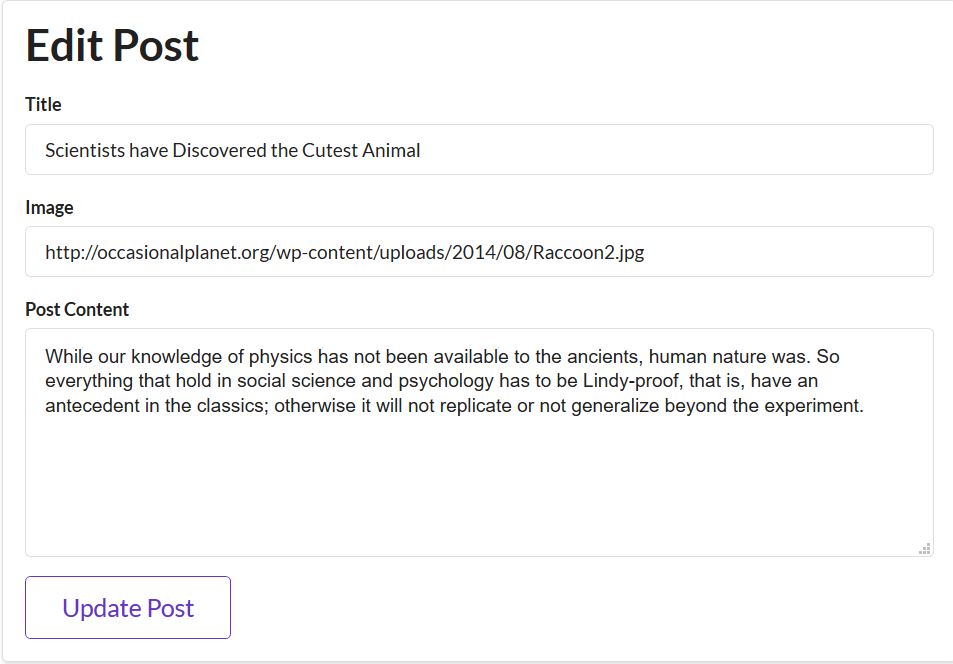 Edit Post
Title
Scientists have Discovered the Cutest Animal
Image
http://occasionalplanet.org/wp-content/uploads/2014/08/Raccoon2.jpg
Post Content
While our knowledge of physics has not been available to the ancients, human nature was. So
everything that hold in social science and psychology has to be Lindy-proof, that is, have an
antecedent in the classics; otherwise it will not replicate or not generalize beyond the experiment.
Update Post